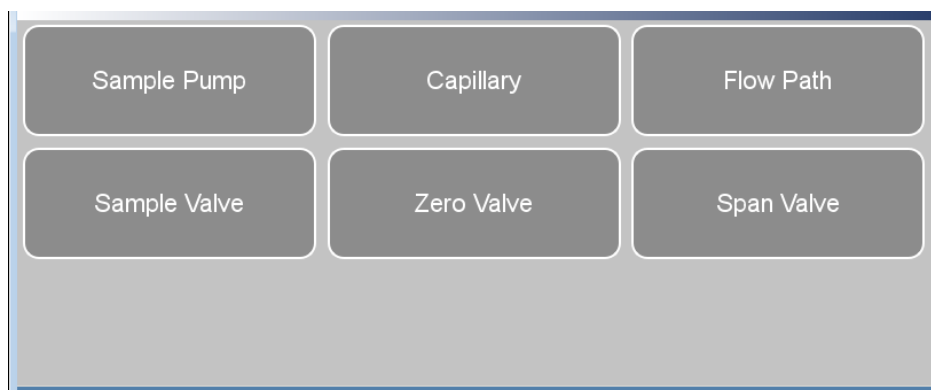 Sample Pump
Capillary
Flow Path
Sample Valve
Zero Valve
Span Valve